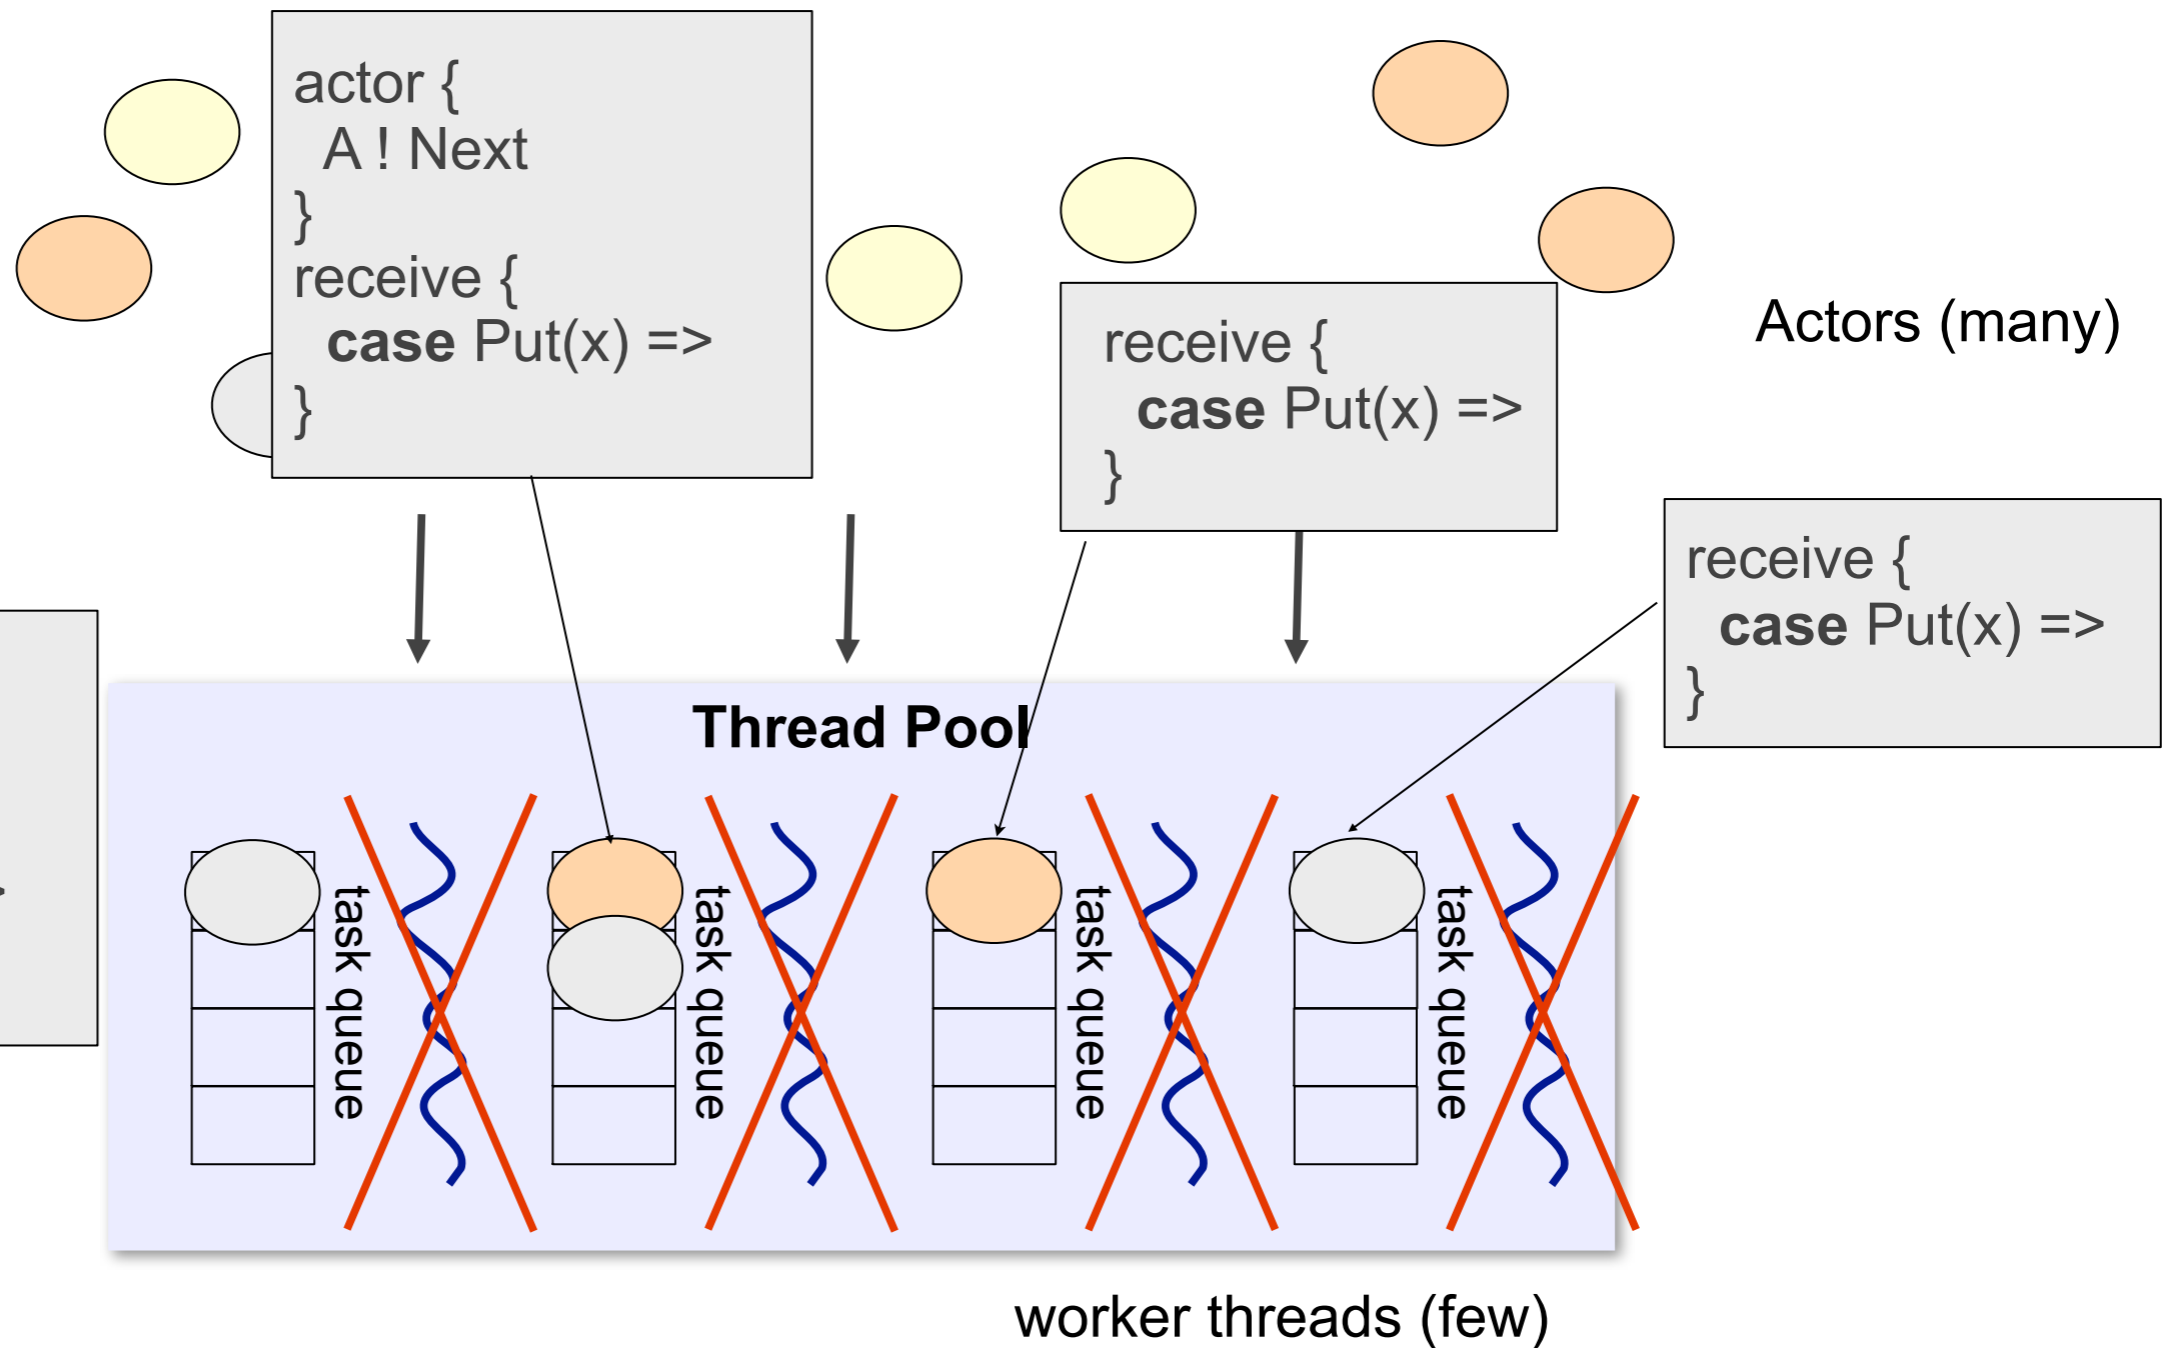 actor {
A ! Next
}
receive {
case Put(x) =>
}
receive {
case Put(x) =>
}
Actors (many)
receive {
case Put(x) =>
}
Thread Pool
task queue
task queue
task queue
task queue
worker threads (few)